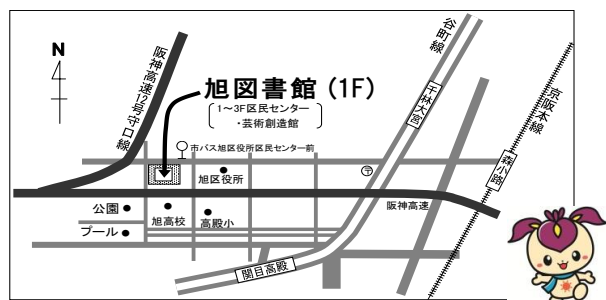 N
阪神高速12号守口線
谷町線
京阪本線
旭図書館 (1F)
1～3F区民センター
・芸術創造館
千林大宮
市バス旭区役所区民センター前
旭区役所
〒
森小路
阪神高速
公園
旭高校
高殿小
プール
関目高殿